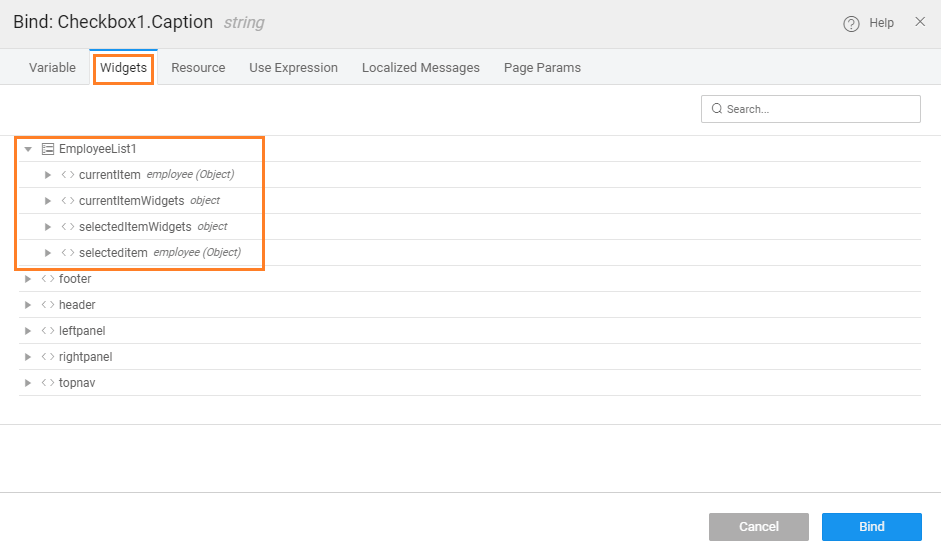 Bind: Checkbox1.Caption string
Help
Variable Widgets Resource Use Expression Localized Messages Page Params
Search...
EmployeeList1
currentItem employee (Object)
currentItemWidgets object
selectedItemWidgets object
selecteditem employee (Object)
footer
header
leftpanel
rightpanel
topnav
Cancel Bind